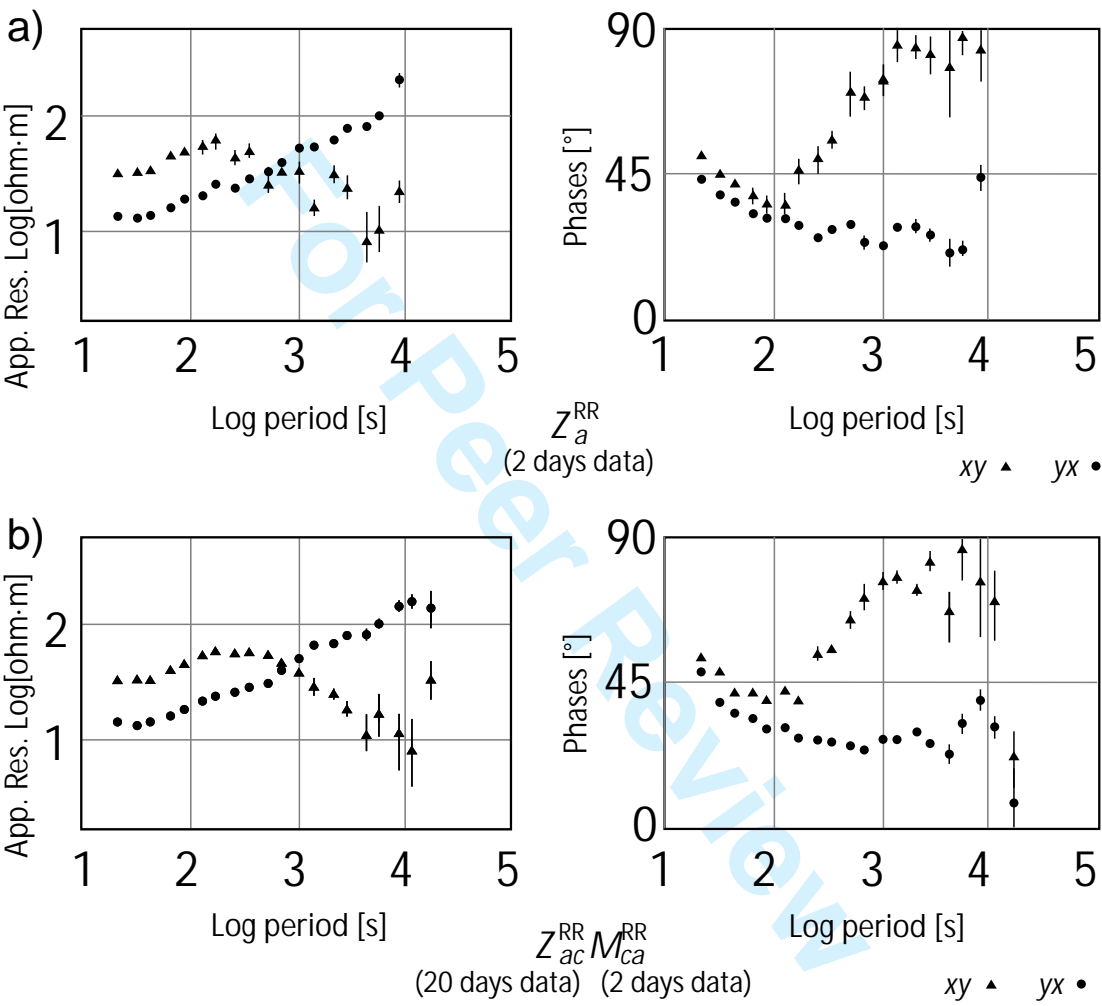 a)
App. Res. Log[ohm·m]
2
1
1 2 3 4 5
Log period [s]
Phases [°]
90
45
0
1 2 3 4 5
Log period [s]
Z_a^RR
(2 days data)
xy ▲ yx ●
b)
App. Res. Log[ohm·m]
2
1
1 2 3 4 5
Log period [s]
Phases [°]
90
45
0
1 2 3 4 5
Log period [s]
Z_ac^RR M_ca^RR
(20 days data) (2 days data)
xy ▲ yx ●
For Peer Review